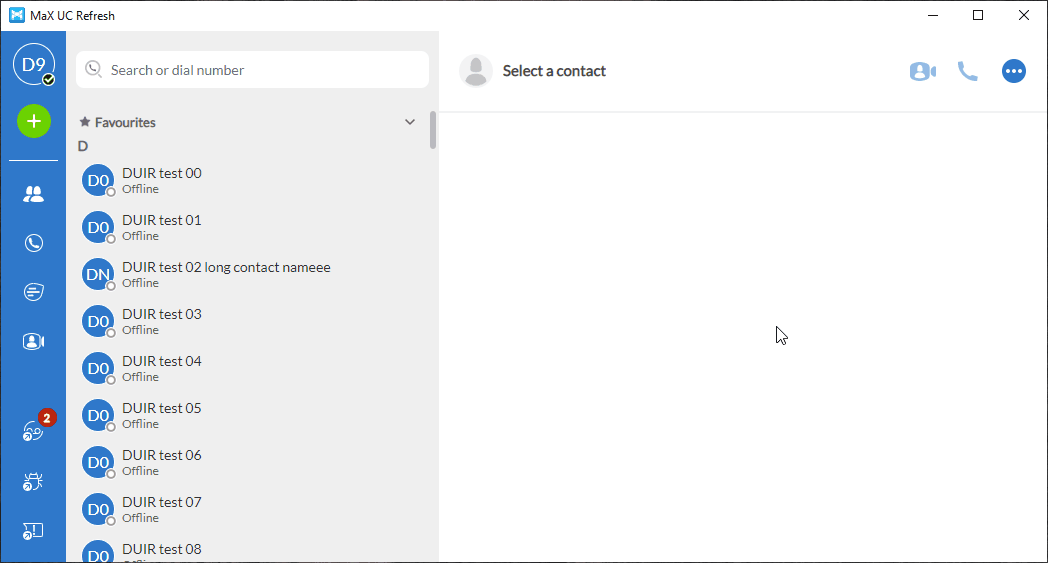 MaX UC Refresh
D9
Search or dial number
Select a contact
Favourites
D
D0 DUIR test 00
Offline
D0 DUIR test 01
Offline
DN DUIR test 02 long contact nameee
Offline
D0 DUIR test 03
Offline
D0 DUIR test 04
Offline
D0 DUIR test 05
Offline
D0 DUIR test 06
Offline
D0 DUIR test 07
Offline
D0 DUIR test 08
2